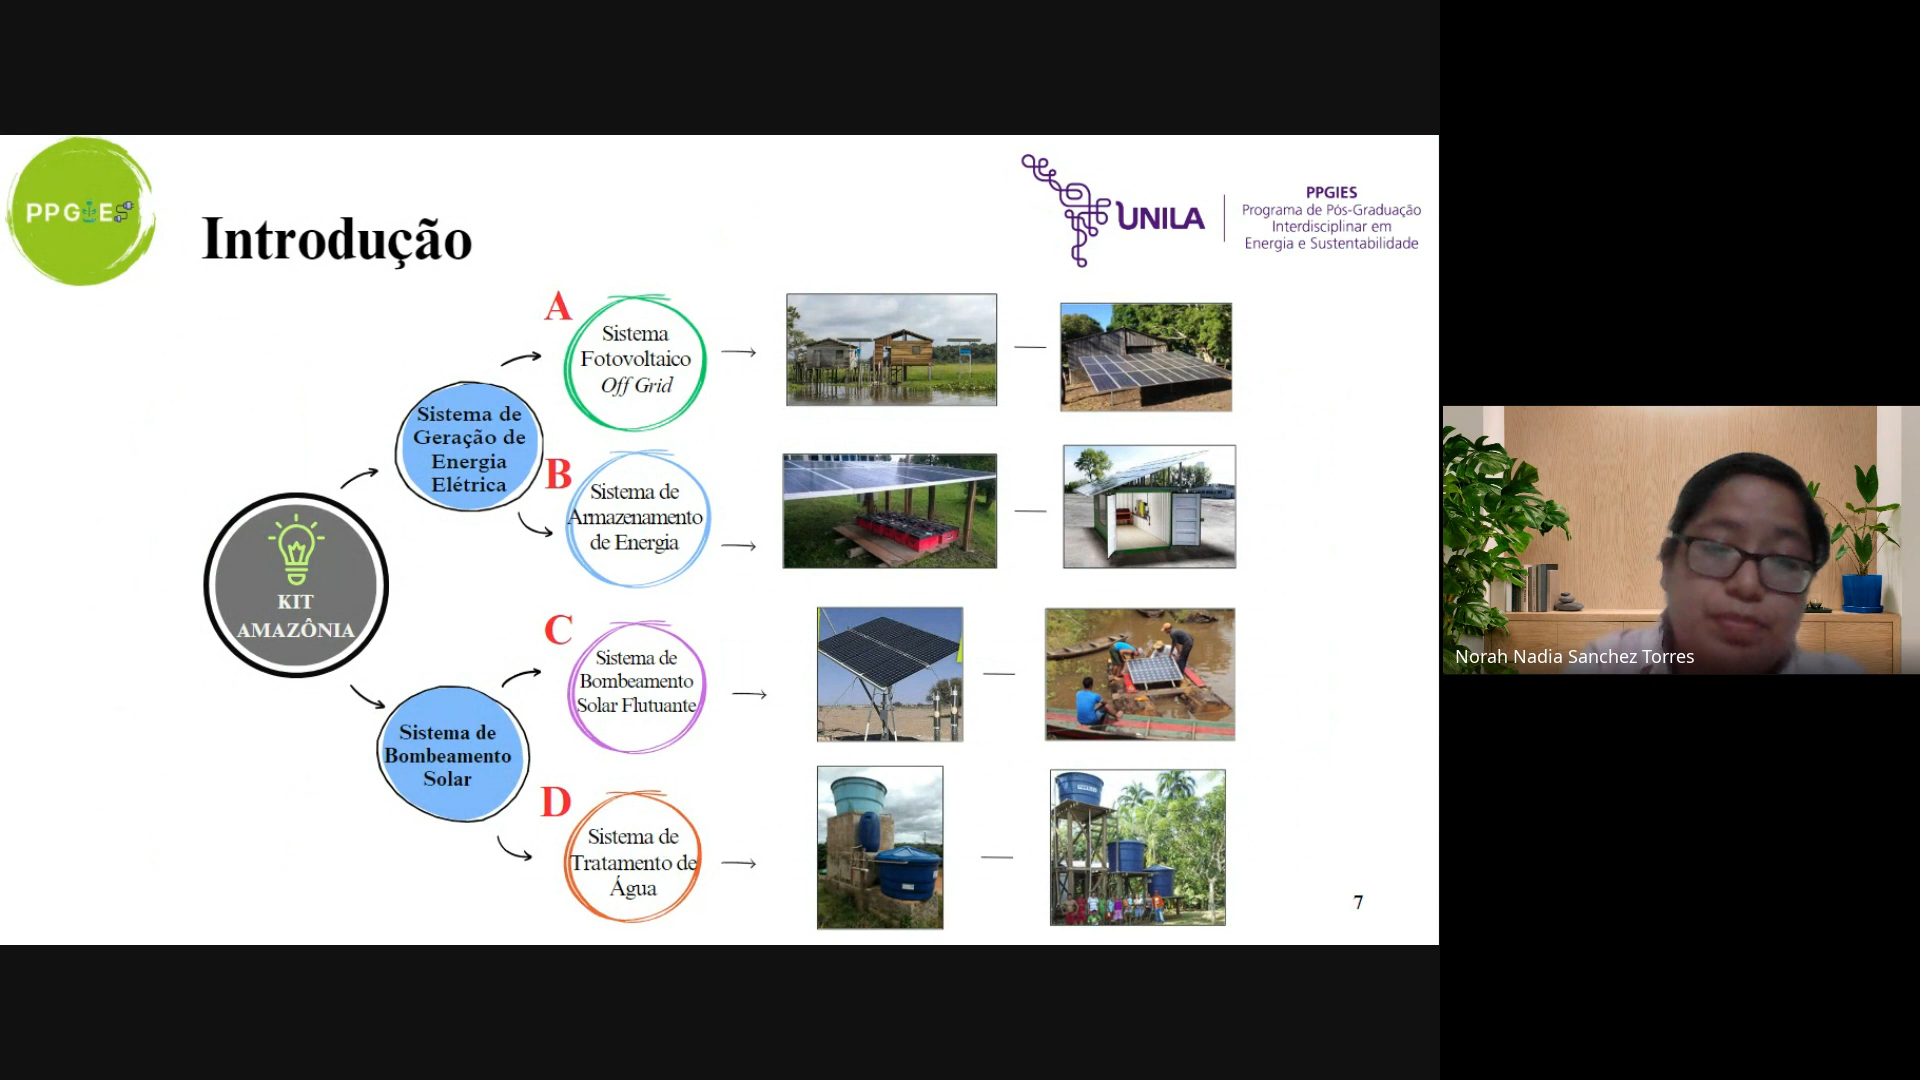 PPGIES
Introdução
UNILA
PPGIES
Programa de Pós-Graduação
Interdisciplinar em
Energia e Sustentabilidade
KIT
AMAZÔNIA
Sistema de
Geração de
Energia
Elétrica
A
Sistema
Fotovoltaico
Off Grid
B
Sistema de
Armazenamento
de Energia
Sistema de
Bombeamento
Solar
C
Sistema de
Bombeamento
Solar Flutuante
D
Sistema de
Tratamento de
Água
7
Norah Nadia Sanchez Torres